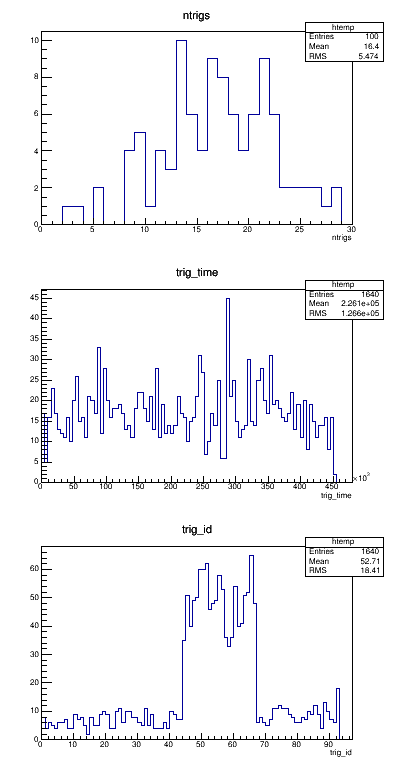 ntrigs
htemp
Entries 100
Mean 16.4
RMS 5.474
10
8
6
4
2
0
0 5 10 15 20 25 30
ntrigs
trig_time
htemp
Entries 1640
Mean 2.261e+05
RMS 1.266e+05
45
40
35
30
25
20
15
10
5
0
0 50 100 150 200 250 300 350 400 450
×10³
trig_time
trig_id
htemp
Entries 1640
Mean 52.71
RMS 18.41
60
50
40
30
20
10
0
0 10 20 30 40 50 60 70 80 90
trig_id